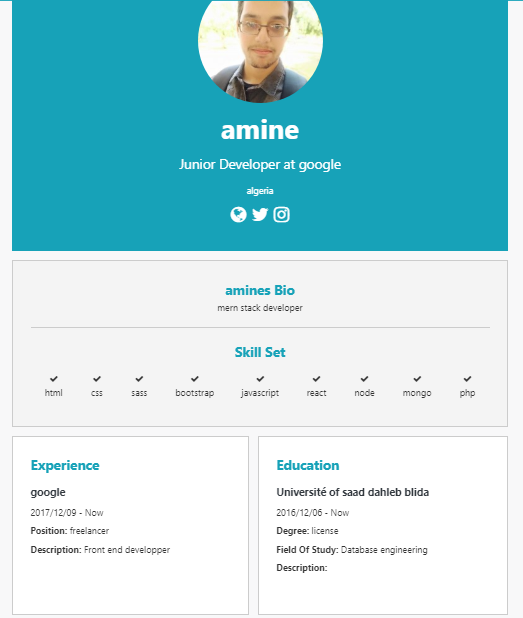 amine
Junior Developer at google
algeria
amines Bio
mern stack developer
Skill Set
html css sass bootstrap javascript react node mongo php
Experience
google
2017/12/09 - Now
Position: freelancer
Description: Front end developper
Education
Université of saad dahleb blida
2016/12/06 - Now
Degree: license
Field Of Study: Database engineering
Description: